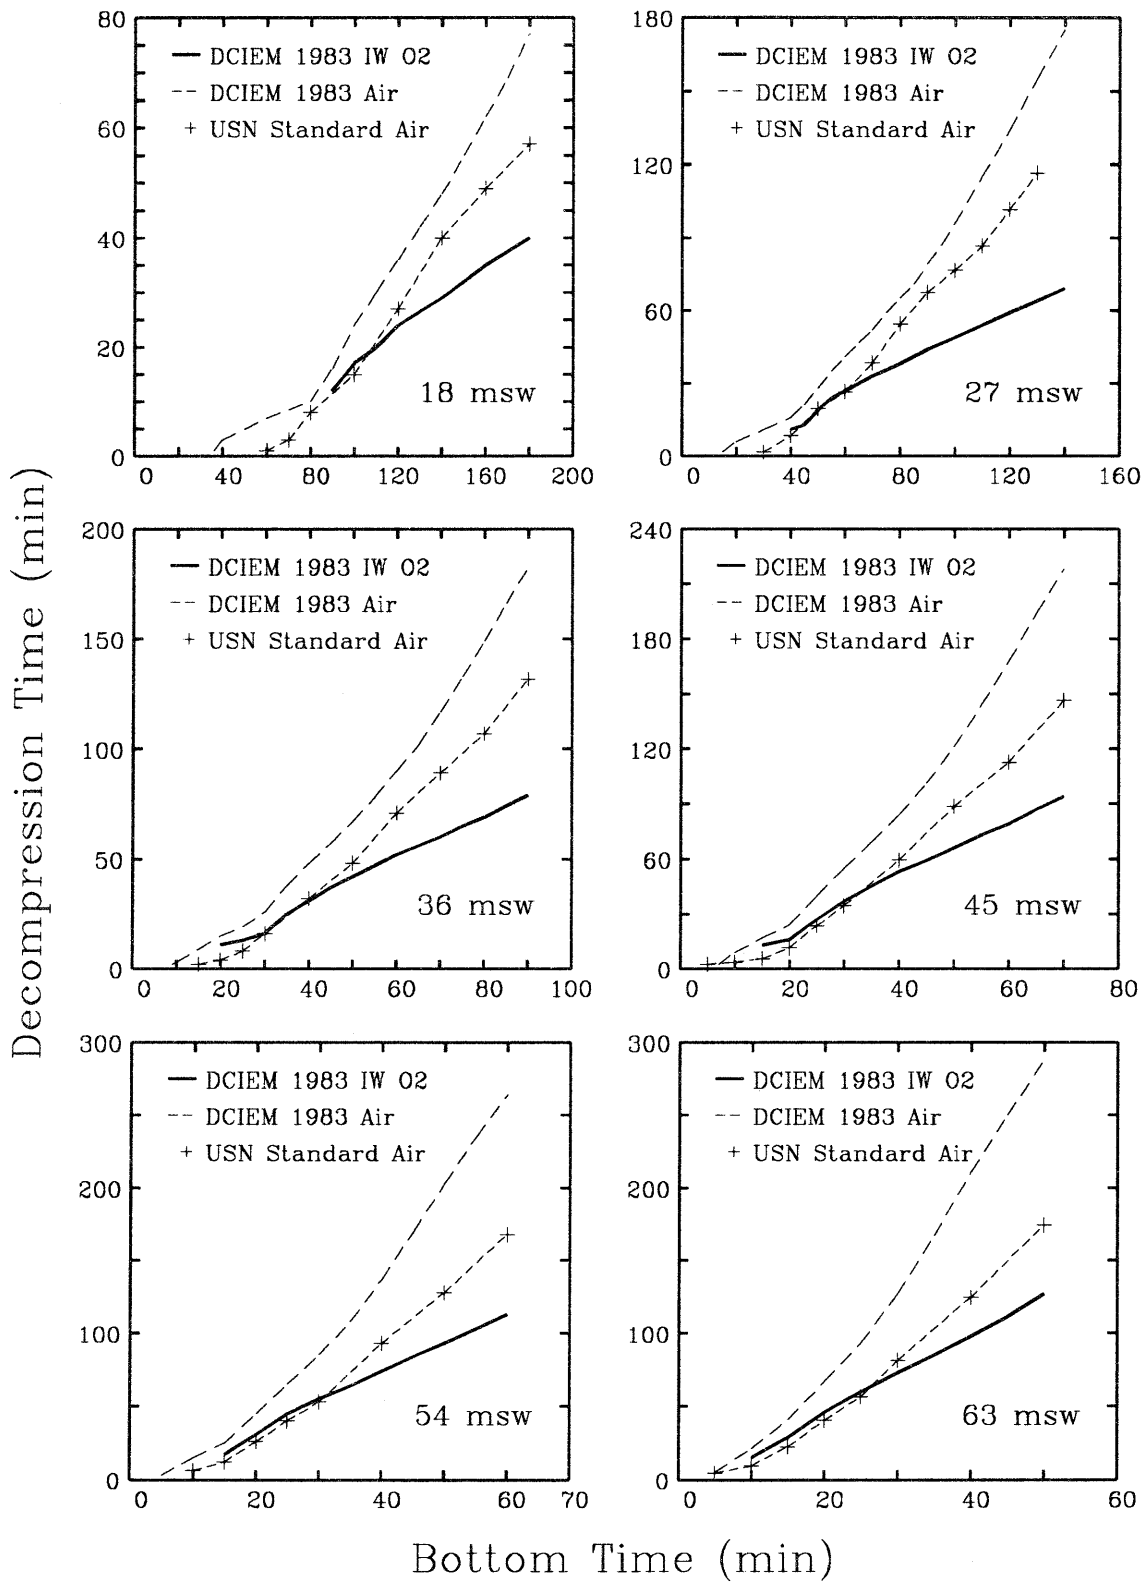 Decompression Time (min)
80
60
40
20
0
DCIEM 1983 IW O2
DCIEM 1983 Air
+ USN Standard Air
18 msw
0 40 80 120 160 200
180
120
60
0
DCIEM 1983 IW O2
DCIEM 1983 Air
+ USN Standard Air
27 msw
0 40 80 120 160
200
150
100
50
0
DCIEM 1983 IW O2
DCIEM 1983 Air
+ USN Standard Air
36 msw
0 20 40 60 80 100
240
180
120
60
0
DCIEM 1983 IW O2
DCIEM 1983 Air
+ USN Standard Air
45 msw
0 20 40 60 80
300
200
100
0
DCIEM 1983 IW O2
DCIEM 1983 Air
+ USN Standard Air
54 msw
0 20 40 60 70
300
200
100
0
DCIEM 1983 IW O2
DCIEM 1983 Air
+ USN Standard Air
63 msw
0 20 40 60
Bottom Time (min)